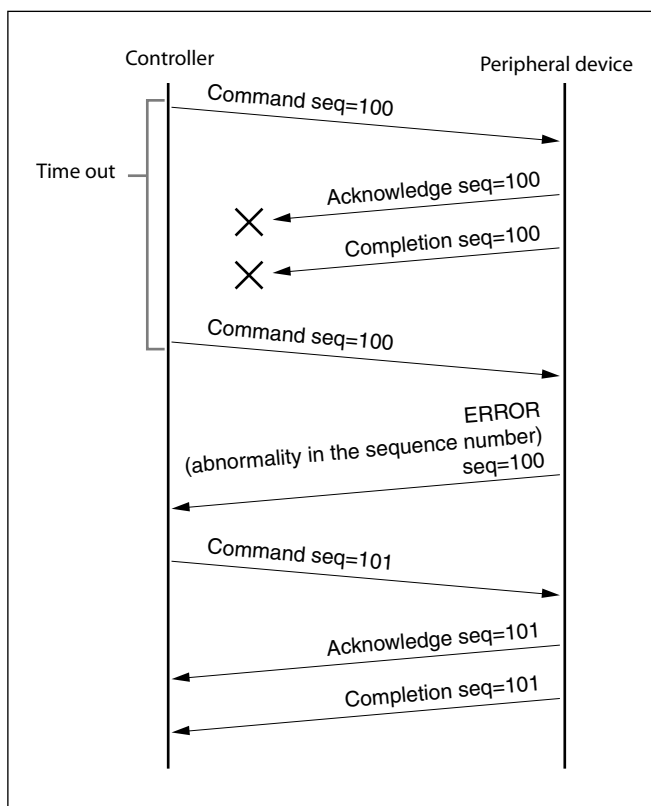 Controller
Peripheral device
Command seq=100
Time out
Acknowledge seq=100
Completion seq=100
Command seq=100
ERROR
(abnormality in the sequence number)
seq=100
Command seq=101
Acknowledge seq=101
Completion seq=101